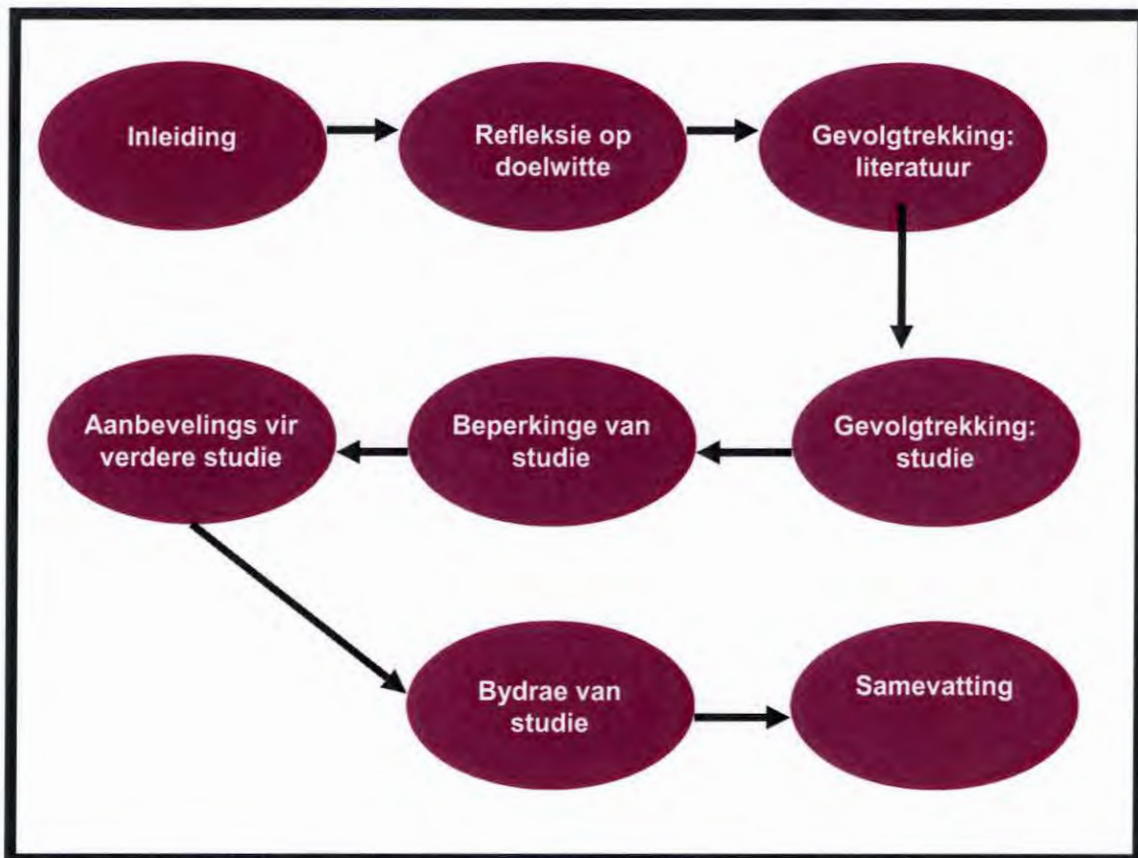 Inleiding
Refleksie op
doelwitte
Gevolgtrekking:
literatuur
Gevolgtrekking:
studie
Beperkinge van
studie
Aanbevelings vir
verdere studie
Bydrae van
studie
Samevatting